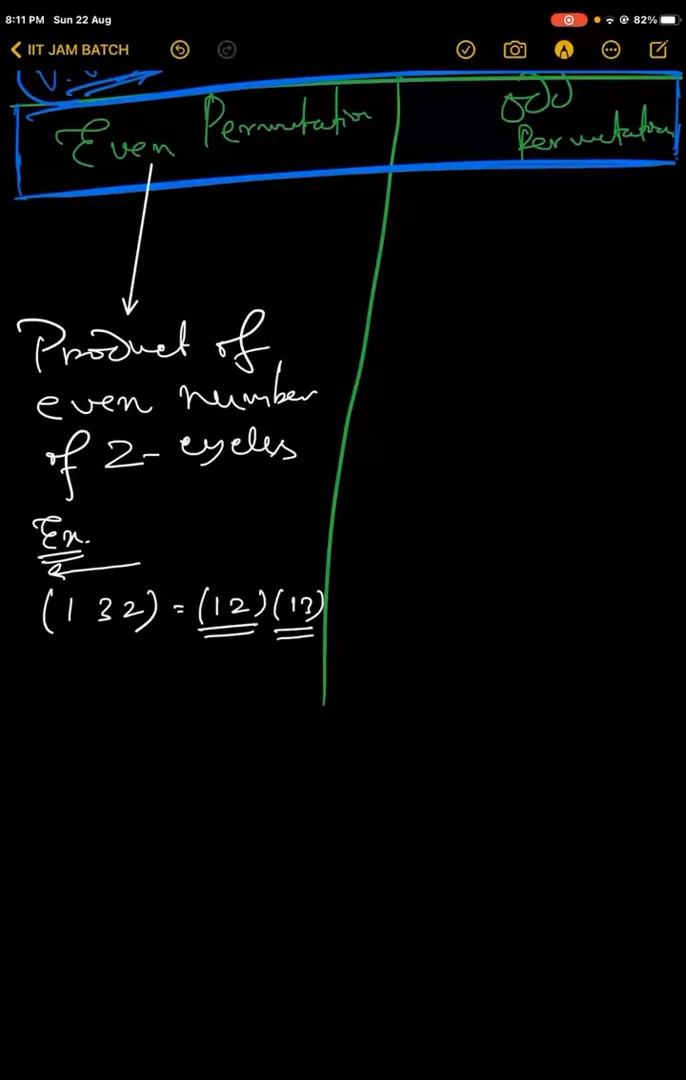 8:11 PM Sun 22 Aug
82%
IIT JAM BATCH
Even Permutation
odd
Permutation
Product of
even number
of 2- cycles
Ex.
(1 3 2) = (1 2) (1 3)